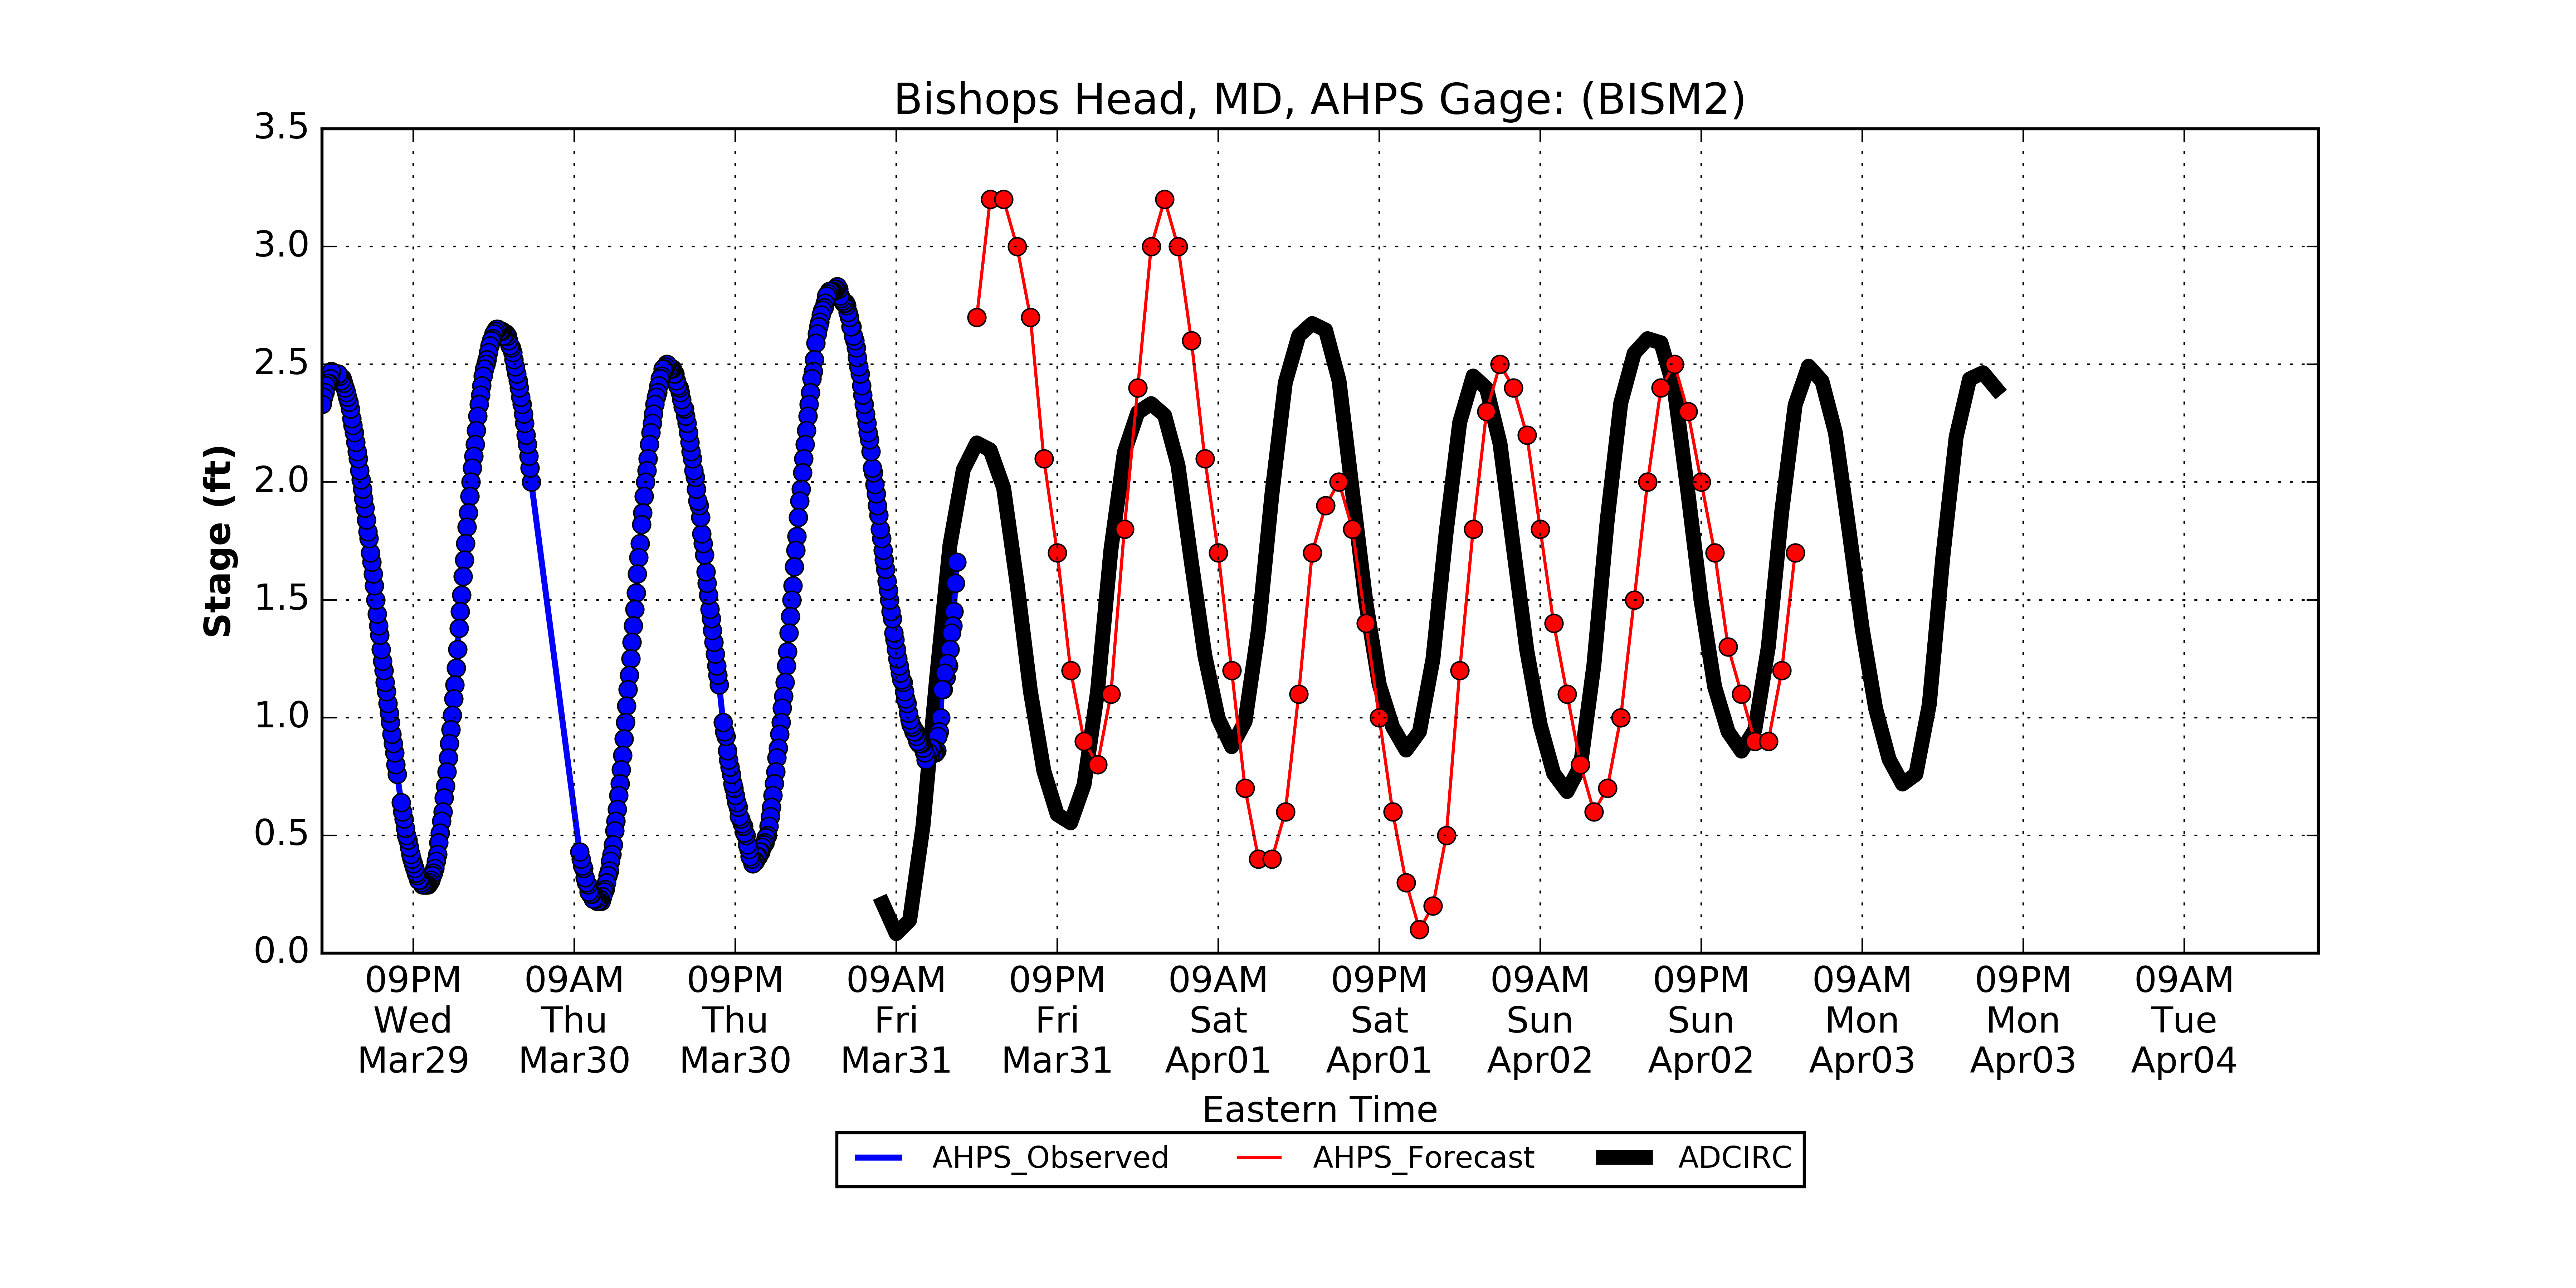 Bishops Head, MD, AHPS Gage: (BISM2)
3.5
3.0
2.5
2.0
1.5
1.0
0.5
0.0
Stage (ft)
09PM 09AM 09PM 09AM 09PM 09AM 09PM 09AM 09PM 09AM 09PM 09AM
Wed Thu Thu Fri Fri Sat Sat Sun Sun Mon Mon Tue
Mar29 Mar30 Mar30 Mar31 Mar31 Apr01 Apr01 Apr02 Apr02 Apr03 Apr03 Apr04
Eastern Time
AHPS_Observed AHPS_Forecast ADCIRC